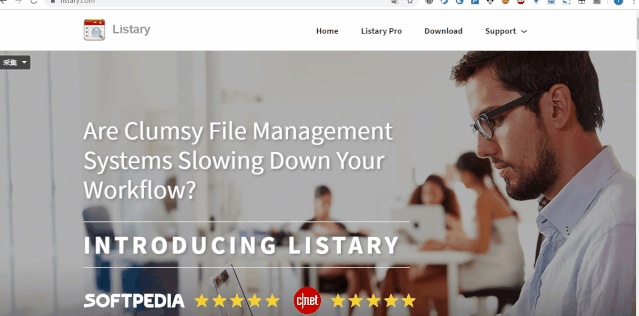 listary.com
Listary
Home Listary Pro Download Support
采集
Are Clumsy File Management
Systems Slowing Down Your
Workflow?
INTRODUCING LISTARY
SOFTPEDIA c|net